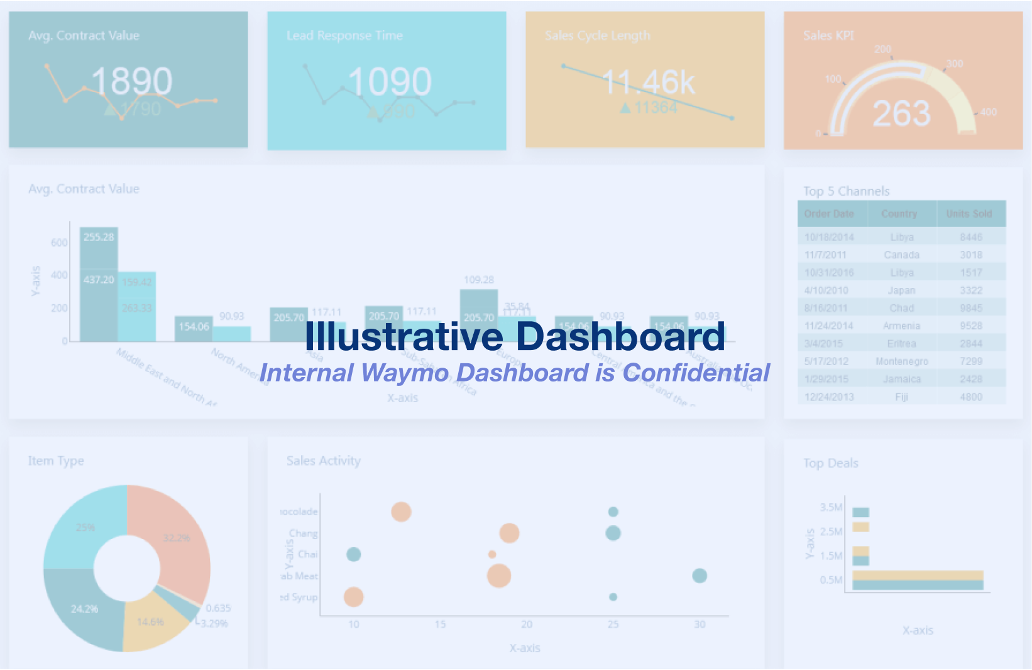 Avg. Contract Value
1890
▲1790
Lead Response Time
1090
▲990
Sales Cycle Length
11.46k
▲11364
Sales KPI
0
100
200
300
400
263
Avg. Contract Value
Y-axis
600
400
200
0
255.28
437.20
159.42
263.33
154.06
90.93
205.70
117.11
205.70
117.11
109.28
205.70
35.84
117.11
154.06
90.93
154.06
90.93
Middle East and North Af
North America
Asia
Sub-Saharan Africa
Europe
Central America and the
X-axis
Illustrative Dashboard
Internal Waymo Dashboard is Confidential
Top 5 Channels
Order Date Country Units Sold
10/18/2014 Libya 8446
11/7/2011 Canada 3018
10/31/2016 Libya 1517
4/10/2010 Japan 3322
8/16/2011 Chad 9845
11/24/2014 Armenia 9528
3/4/2015 Eritrea 2844
5/17/2012 Montenegro 7299
1/29/2015 Jamaica 2428
12/24/2013 Fiji 4800
Item Type
25%
32.2%
24.2%
14.6%
0.635
3.29%
Sales Activity
Y-axis
ocolade
Chang
Chai
ab Meat
ed Syrup
10 15 20 25 30
X-axis
Top Deals
Y-axis
3.5M
2.5M
1.5M
0.5M
X-axis